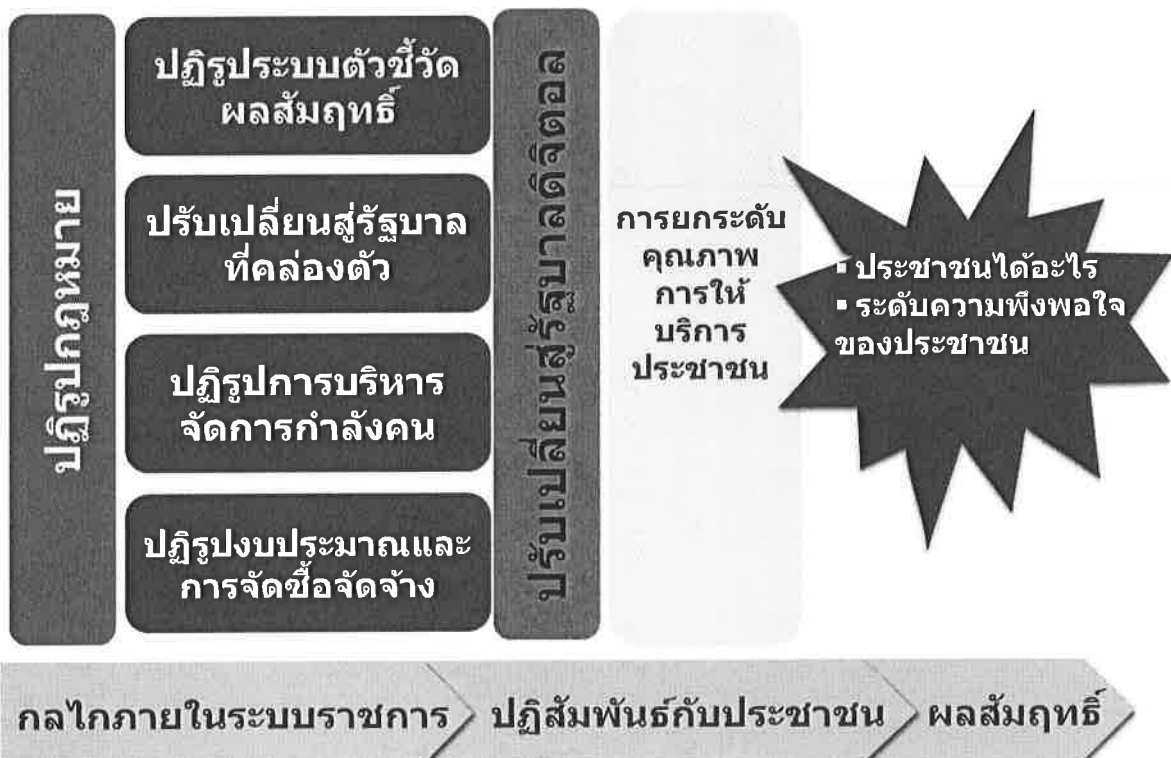 ปฏิรูปกฎหมาย
ปฏิรูประบบตัวชี้วัด
ผลสัมฤทธิ์
ปรับเปลี่ยนสู่รัฐบาล
ที่คล่องตัว
ปฏิรูปการบริหาร
จัดการกำลังคน
ปฏิรูปงบประมาณและ
การจัดซื้อจัดจ้าง
ปรับเปลี่ยนสู่รัฐบาลดิจิตอล
การยกระดับ
คุณภาพ
การให้
บริการ
ประชาชน
▪ ประชาชนได้อะไร
▪ ระดับความพึงพอใจ
ของประชาชน
กลไกภายในระบบราชการ
ปฏิสัมพันธ์กับประชาชน
ผลสัมฤทธิ์